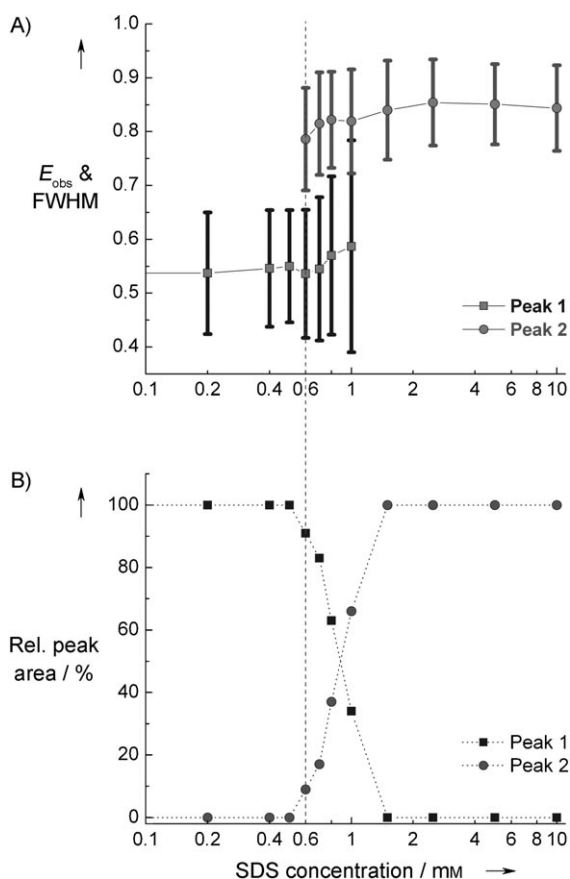 A)
1.0
0.9
0.8
0.7
0.6
0.5
0.4
Eobs &
FWHM
Peak 1
Peak 2
0.1 0.2 0.4 0.6 1 2 4 6 8 10
B)
100
80
60
40
20
0
Rel. peak
area / %
Peak 1
Peak 2
0.1 0.2 0.4 0.6 1 2 4 6 8 10
SDS concentration / mM